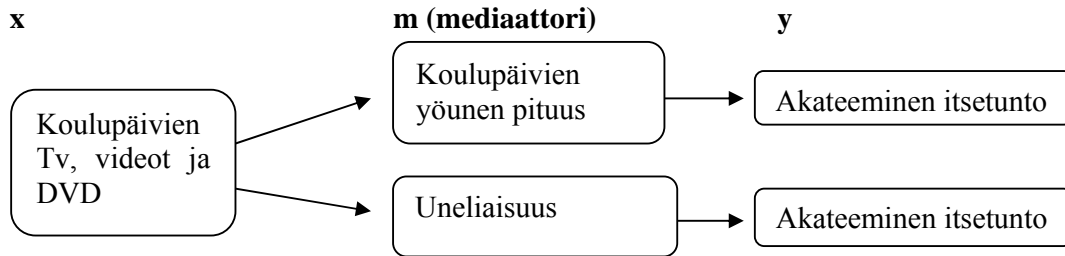 x
m (mediaattori)
y
Koulupäivien
Tv, videot ja
DVD
Koulupäivien
yöunen pituus
Akateeminen itsetunto
Uneliaisuus
Akateeminen itsetunto